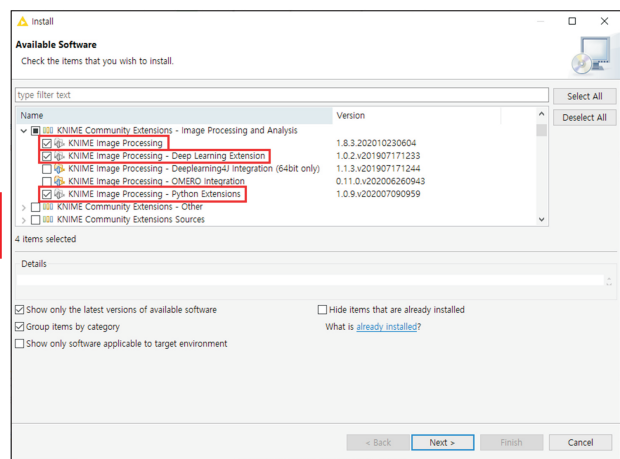 Install
Available Software
Check the items that you wish to install.
type filter text
Select All
Deselect All
Name Version
KNIME Community Extensions - Image Processing and Analysis
KNIME Image Processing 1.8.3.202010230604
KNIME Image Processing - Deep Learning Extension 1.0.2.v201907171233
KNIME Image Processing - Deeplearning4J Integration (64bit only) 1.1.3.v201907171244
KNIME Image Processing - OMERO Integration 0.11.0.v202006260943
KNIME Image Processing - Python Extensions 1.0.9.v202007090959
KNIME Community Extensions - Other
KNIME Community Extensions Sources
4 items selected
Details
Show only the latest versions of available software Hide items that are already installed
Group items by category What is already installed?
Show only software applicable to target environment
< Back Next > Finish Cancel